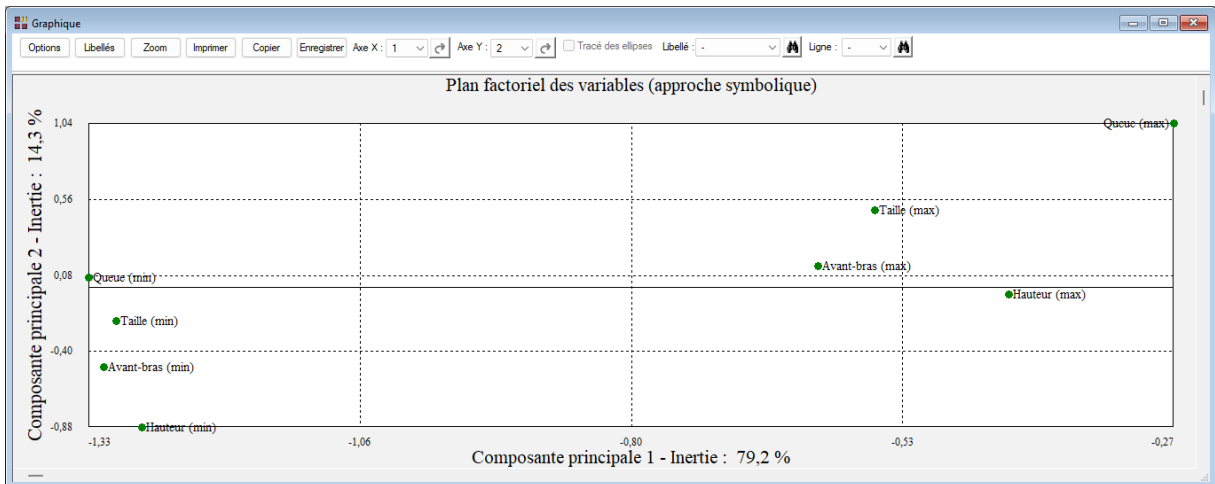 Graphique
Options Libellés Zoom Imprimer Copier Enregistrer Axe X : 1 Axe Y : 2 Tracé des ellipses Libellé : - Ligne : -
Plan factoriel des variables (approche symbolique)
Composante principale 2 - Inertie : 14,3 %
1,04
Queue (max)
0,56
Taille (max)
Avant-bras (max)
0,08
Queue (min)
Hauteur (max)
Taille (min)
-0,40
Avant-bras (min)
-0,88
Hauteur (min)
-1,33 -1,06 -0,80 -0,53 -0,27
Composante principale 1 - Inertie : 79,2 %